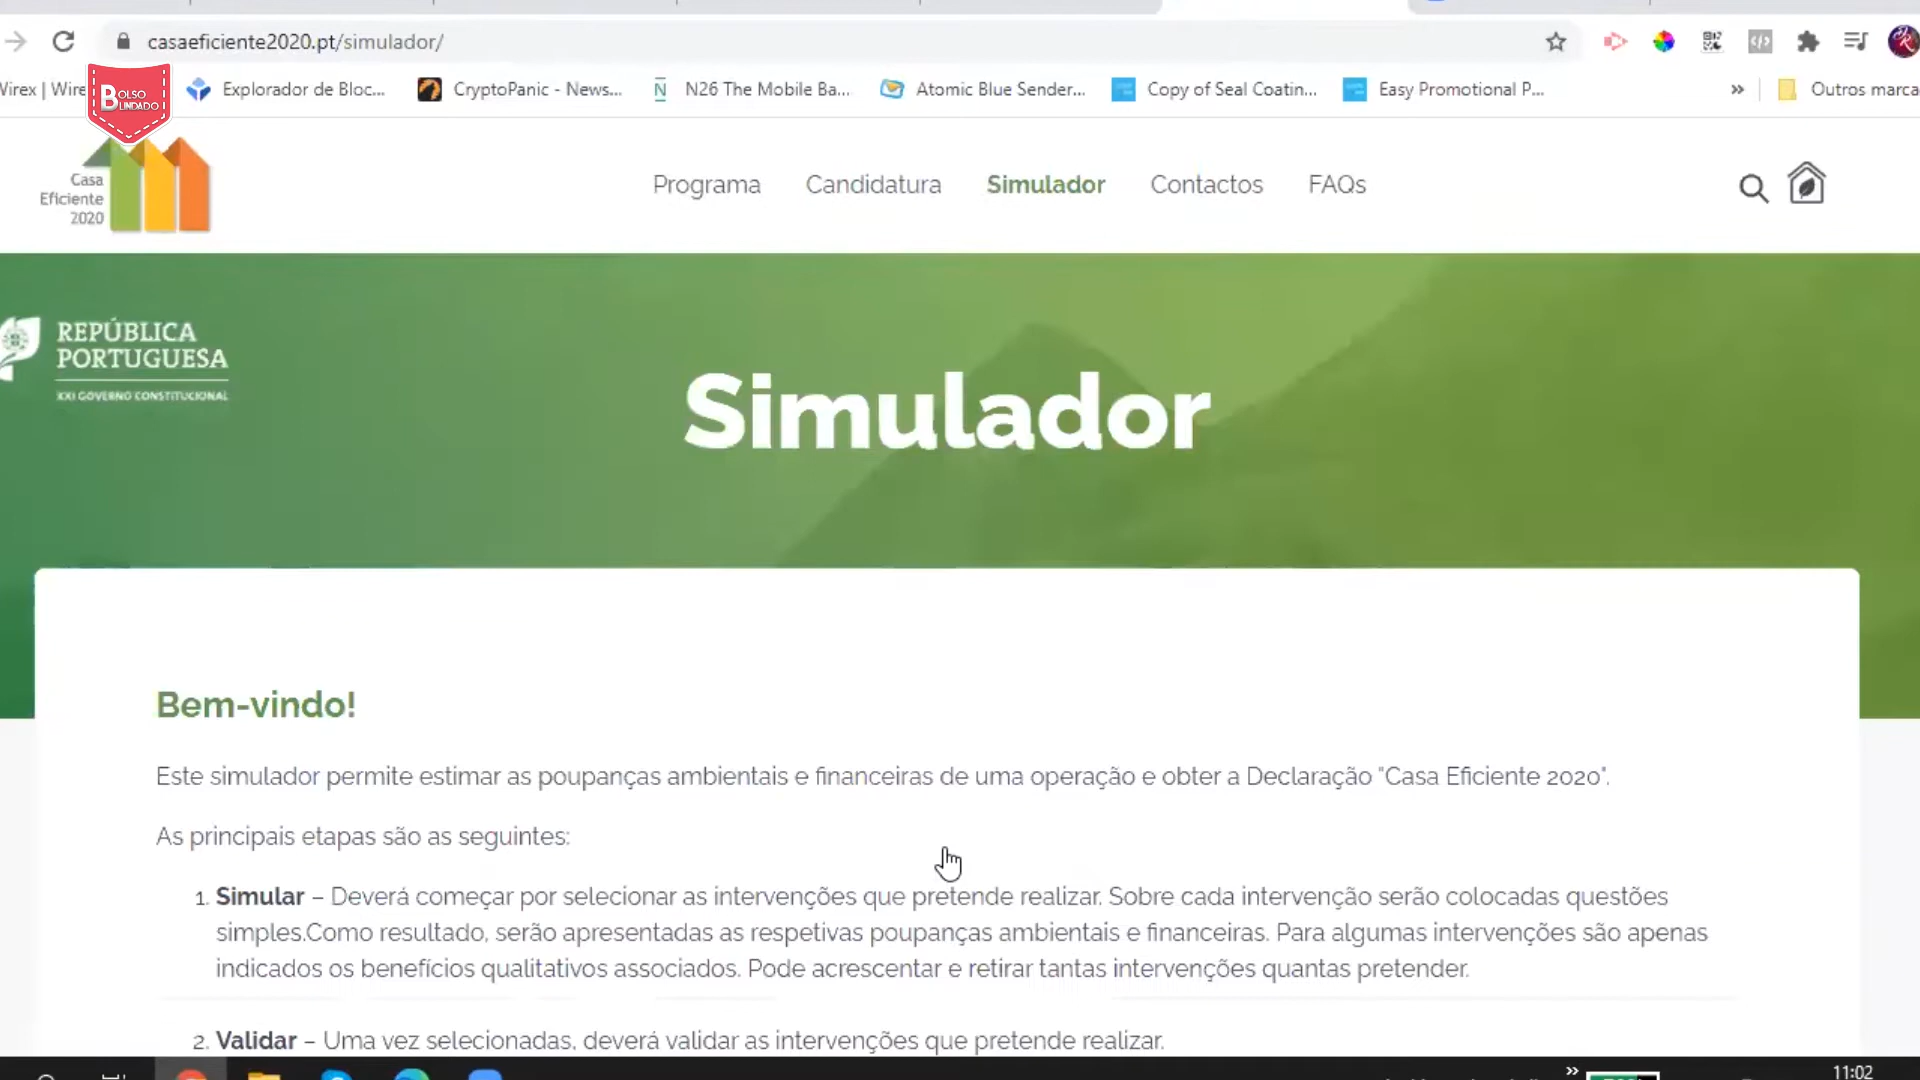 casaeficiente2020.pt/simulador/
Wirex | Wire
Explorador de Bloc...
CryptoPanic - News...
N26 The Mobile Ba...
Atomic Blue Sender...
Copy of Seal Coatin...
Easy Promotional P...
»
Outros marca
BOLSO
BLINDADO
Casa
Eficiente
2020
Programa
Candidatura
Simulador
Contactos
FAQs
REPÚBLICA
PORTUGUESA
XXI GOVERNO CONSTITUCIONAL
Simulador
Bem-vindo!
Este simulador permite estimar as poupanças ambientais e financeiras de uma operação e obter a Declaração "Casa Eficiente 2020".
As principais etapas são as seguintes:
1. Simular – Deverá começar por selecionar as intervenções que pretende realizar. Sobre cada intervenção serão colocadas questões
simples.Como resultado, serão apresentadas as respetivas poupanças ambientais e financeiras. Para algumas intervenções são apenas
indicados os benefícios qualitativos associados. Pode acrescentar e retirar tantas intervenções quantas pretender.
2. Validar – Uma vez selecionadas, deverá validar as intervenções que pretende realizar.
»
11:02